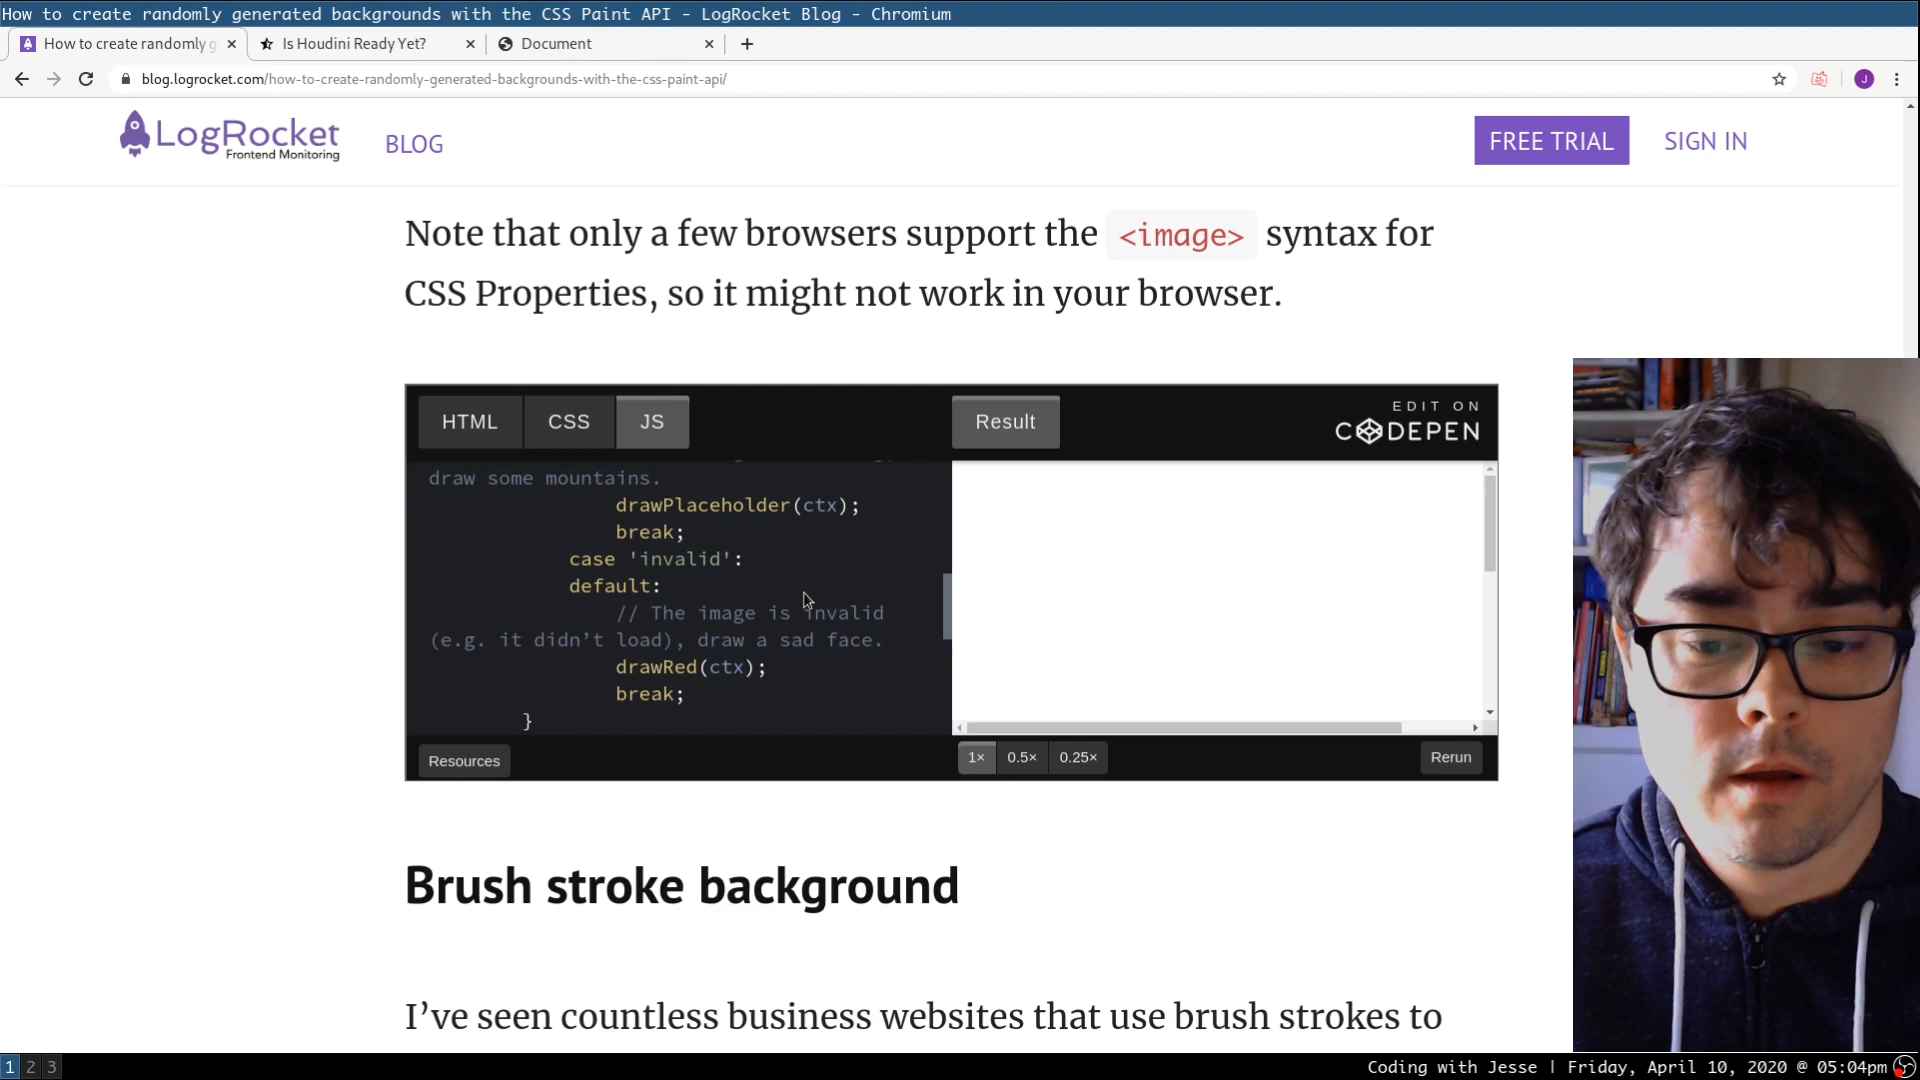 How to create randomly generated backgrounds with the CSS Paint API - LogRocket Blog - Chromium
How to create randomly g
Is Houdini Ready Yet?
Document
blog.logrocket.com/how-to-create-randomly-generated-backgrounds-with-the-css-paint-api/
J
LogRocket
Frontend Monitoring
BLOG
FREE TRIAL
SIGN IN
Note that only a few browsers support the <image> syntax for
CSS Properties, so it might not work in your browser.
HTML
CSS
JS
Result
EDIT ON
CODEPEN
draw some mountains.
drawPlaceholder(ctx);
break;
case 'invalid':
default:
// The image is invalid
(e.g. it didn’t load), draw a sad face.
drawRed(ctx);
break;
}
Resources
1×
0.5×
0.25×
Rerun
Brush stroke background
I’ve seen countless business websites that use brush strokes to
1 2 3
Coding with Jesse | Friday, April 10, 2020 @ 05:04pm